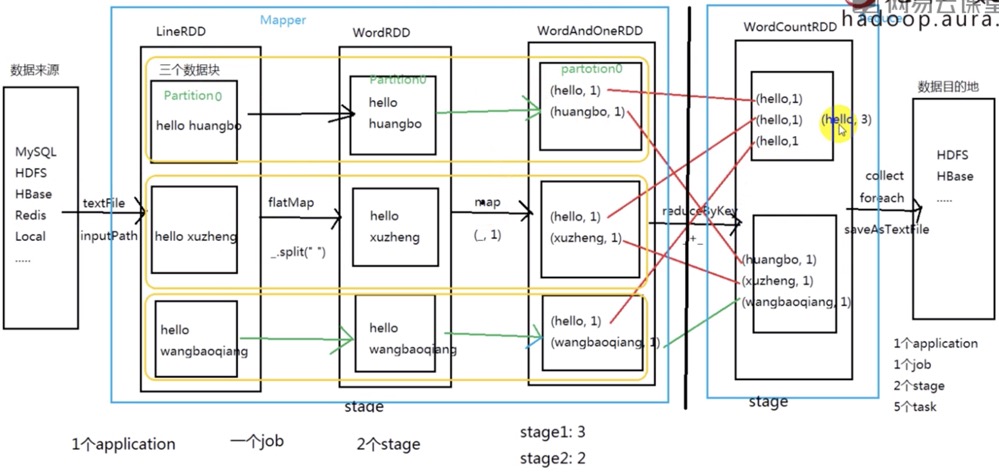 Mapper
网易云课堂
hadoop.aura.
LineRDD
WordRDD
WordAndOneRDD
WordCountRDD
数据来源
三个数据块
Partition0
Partition0
partotion0
数据目的地
hello huangbo
hello
huangbo
(hello, 1)
(huangbo, 1)
(hello,1)
(hello,1)
(hello,1
(hello, 3)
MySQL
HDFS
HBase
Redis
Local
.....
textFile
inputPath
hello xuzheng
flatMap
_.split(" ")
hello
xuzheng
map
(_, 1)
(hello, 1)
(xuzheng, 1)
reduceByKey
_+_
(huangbo, 1)
(xuzheng, 1)
(wangbaoqiang, 1)
collect
foreach
saveAsTextFile
HDFS
HBase
.....
hello
wangbaoqiang
hello
wangbaoqiang
(hello, 1)
(wangbaoqiang, 1)
stage
stage
1个application
1个job
2个stage
5个task
1个application
一个job
2个stage
stage1: 3
stage2: 2